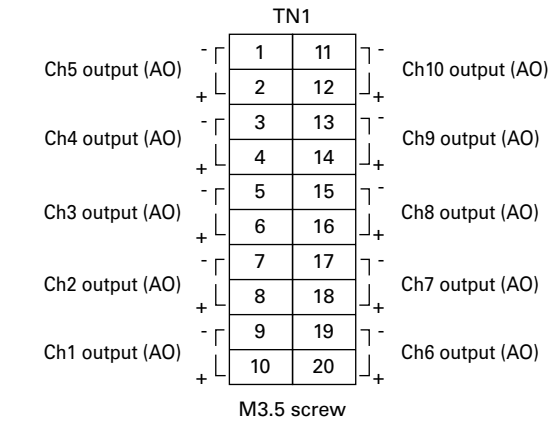 TN1
- 1 11 -
Ch5 output (AO) Ch10 output (AO)
+ 2 12 +
- 3 13 -
Ch4 output (AO) Ch9 output (AO)
+ 4 14 +
- 5 15 -
Ch3 output (AO) Ch8 output (AO)
+ 6 16 +
- 7 17 -
Ch2 output (AO) Ch7 output (AO)
+ 8 18 +
- 9 19 -
Ch1 output (AO) Ch6 output (AO)
+ 10 20 +
M3.5 screw